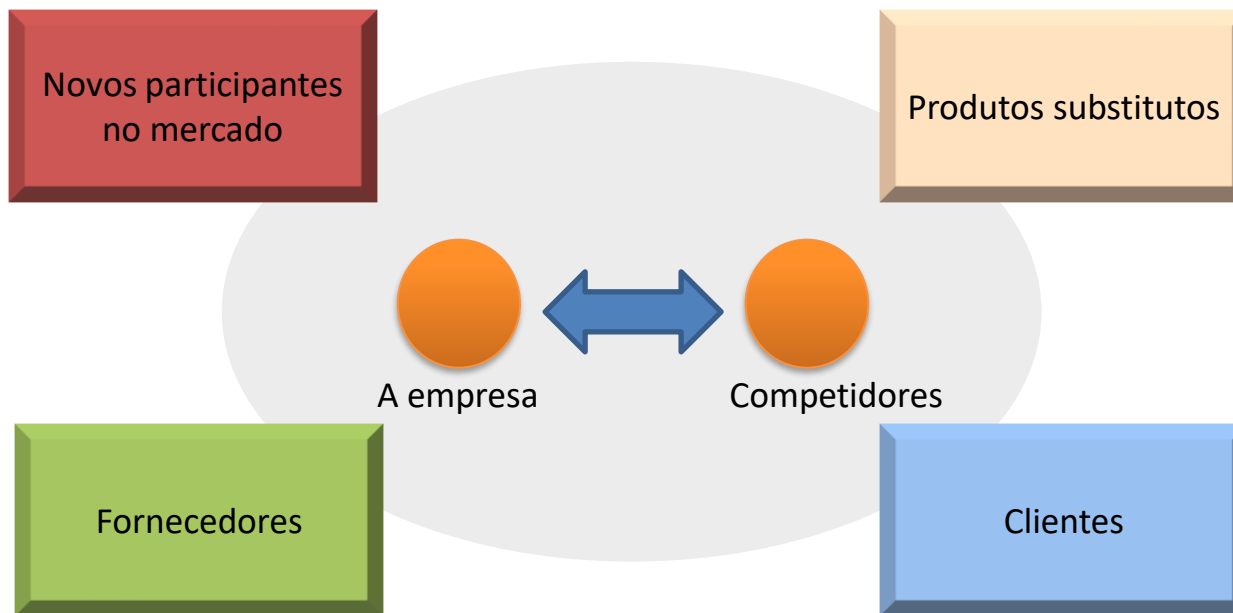 Novos participantes
no mercado
Produtos substitutos
A empresa
Competidores
Fornecedores
Clientes